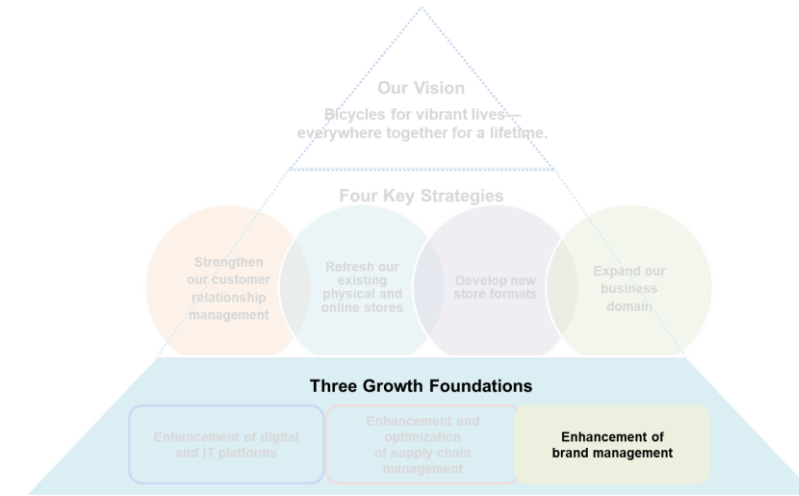 Our Vision
Bicycles for vibrant lives—
everywhere together for a lifetime.
Four Key Strategies
Strengthen
our customer
relationship
management
Refresh our
existing
physical and
online stores
Develop new
store formats
Expand our
business
domain
Three Growth Foundations
Enhancement of digital
and IT platforms
Enhancement and
optimization
of supply chain
management
Enhancement of
brand management